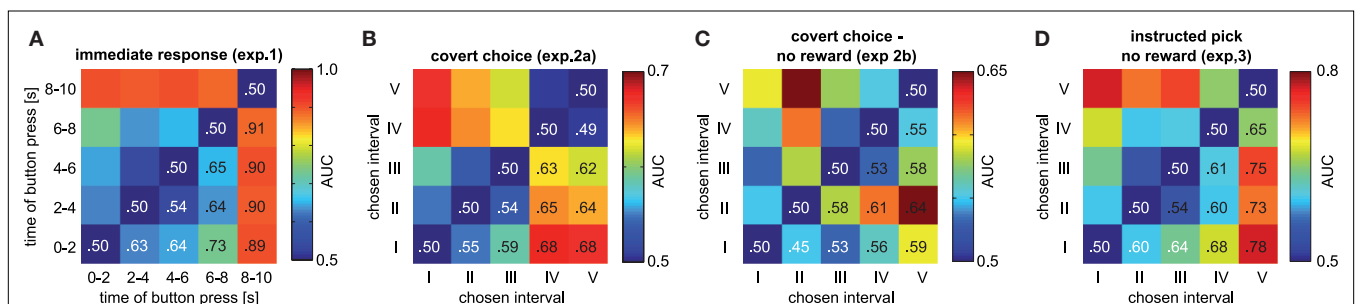 A
immediate response (exp.1)
time of button press [s]
8-10
.50
6-8
.50 .91
4-6
.50 .65 .90
2-4
.50 .54 .64 .90
0-2
.50 .63 .64 .73 .89
0-2 2-4 4-6 6-8 8-10
time of button press [s]
1.0
AUC
0.5
B
covert choice (exp.2a)
chosen interval
V
.50
IV
.50 .49
III
.50 .63 .62
II
.50 .54 .65 .64
I
.50 .55 .59 .68 .68
I II III IV V
chosen interval
0.7
AUC
0.5
C
covert choice -
no reward (exp 2b)
chosen interval
V
.50
IV
.50 .55
III
.50 .53 .58
II
.50 .58 .61 .64
I
.50 .45 .53 .56 .59
I II III IV V
chosen interval
0.65
AUC
0.5
D
instructed pick
no reward (exp,3)
chosen interval
V
.50
IV
.50 .65
III
.50 .61 .75
II
.50 .54 .60 .73
I
.50 .60 .64 .68 .78
I II III IV V
chosen interval
0.8
AUC
0.5